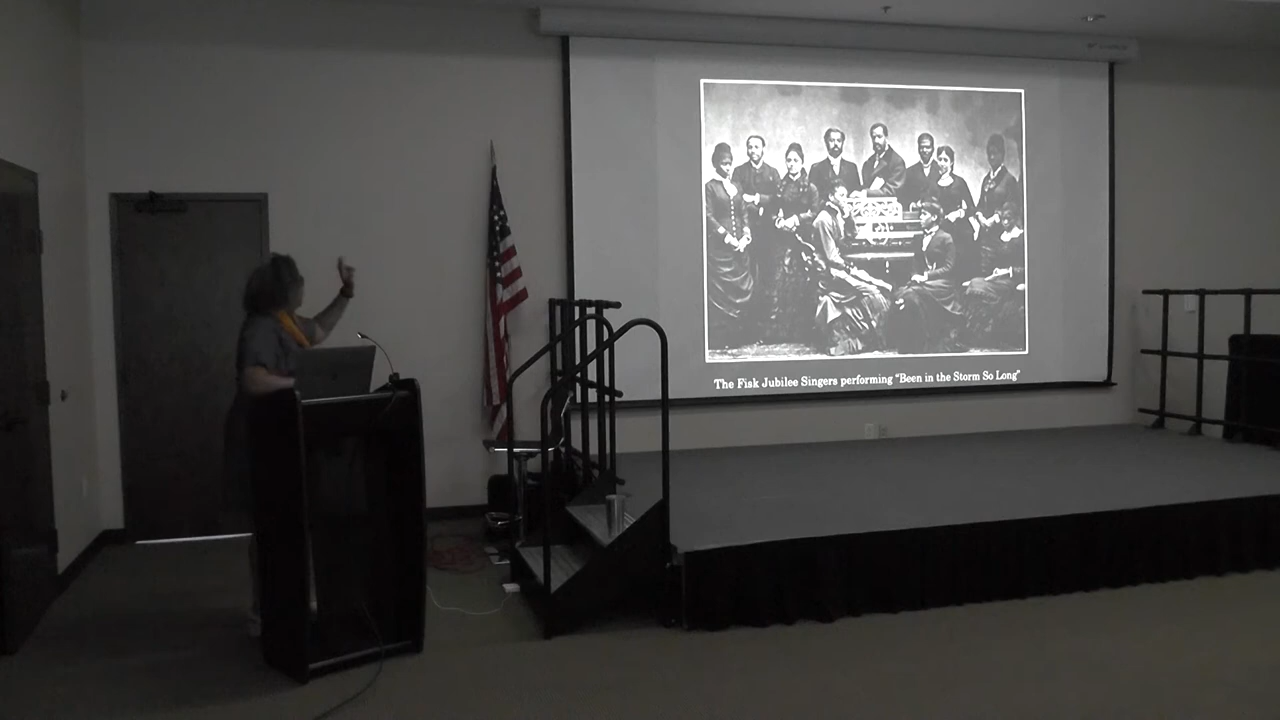 The Fisk Jubilee Singers performing “Been in the Storm So Long”